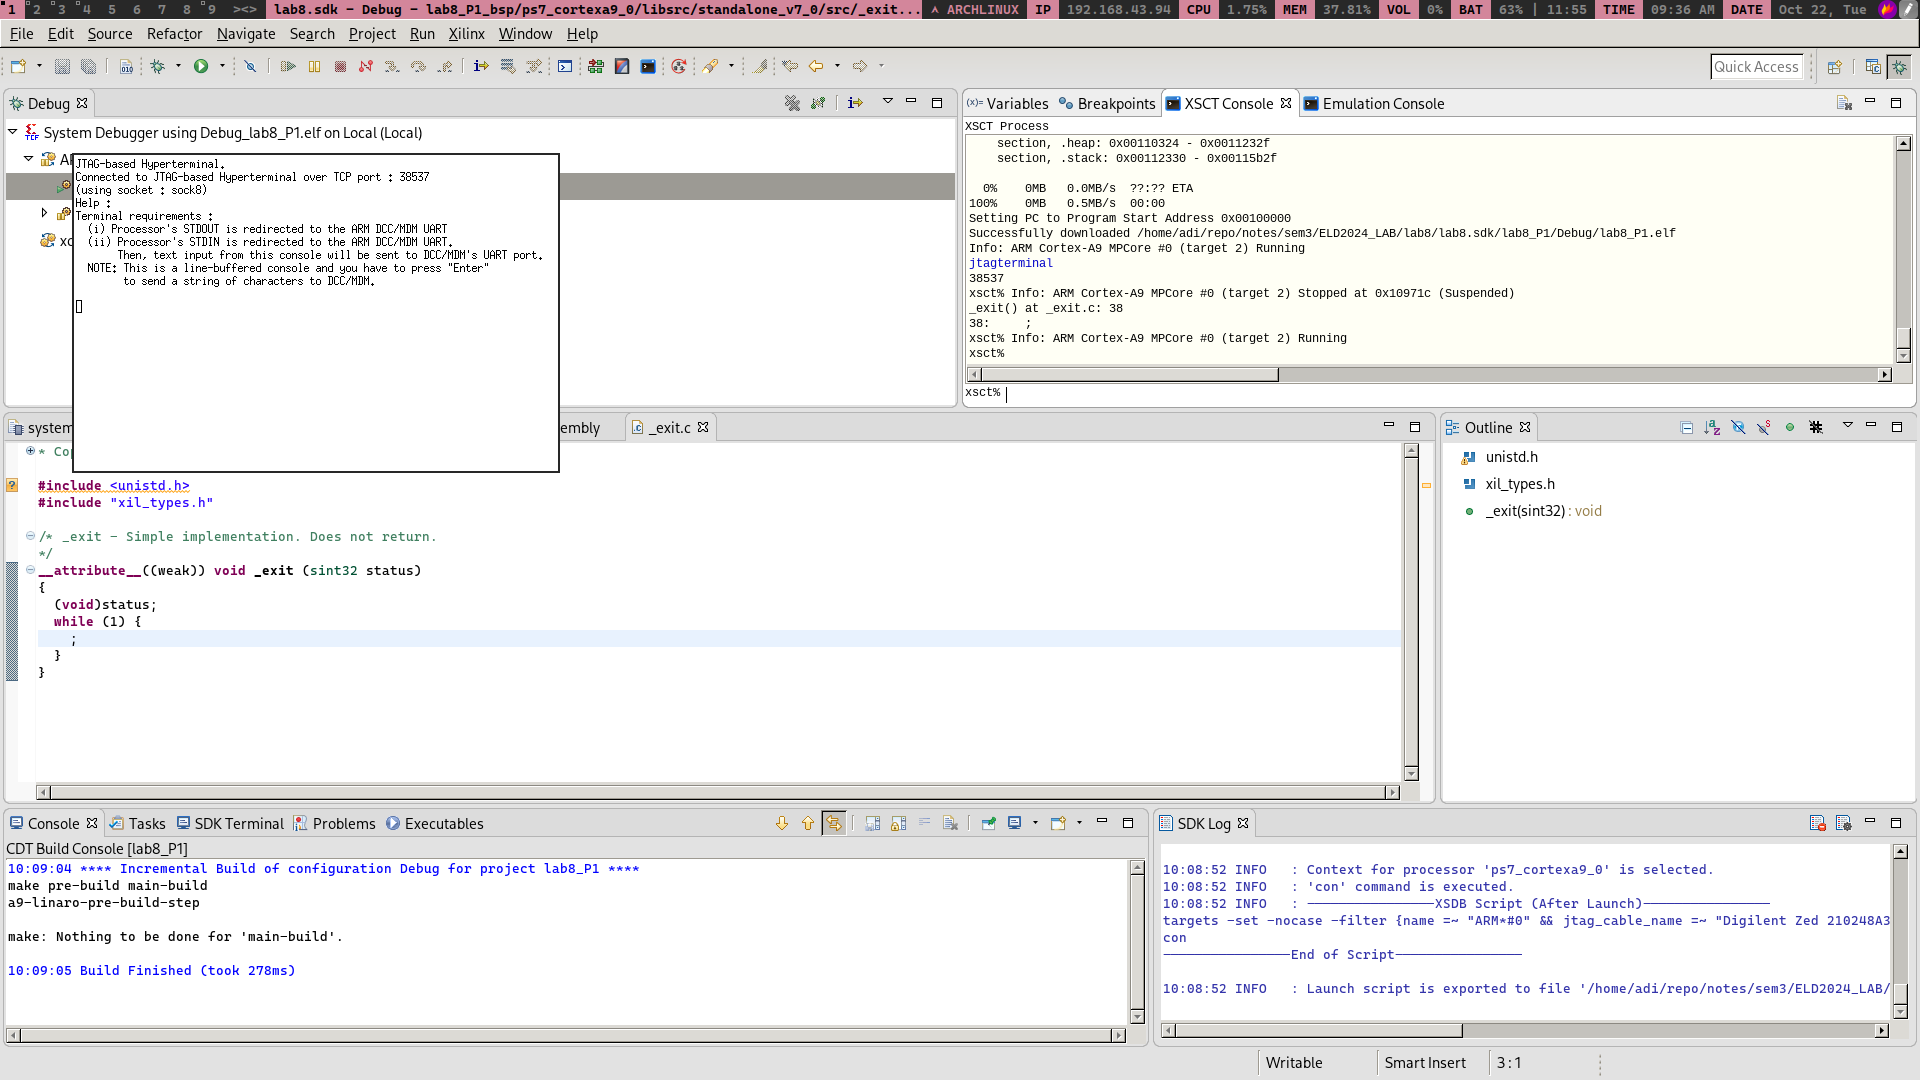 1 2 3 4 5 6 7 8 9 ><> lab8.sdk - Debug - lab8_P1_bsp/ps7_cortexa9_0/libsrc/standalone_v7_0/src/_exit... ARCHLINUX IP 192.168.43.94 CPU 1.75% MEM 37.81% VOL 0% BAT 63% | 11:55 TIME 09:36 AM DATE Oct 22, Tue
File Edit Source Refactor Navigate Search Project Run Xilinx Window Help
Quick Access
Debug
System Debugger using Debug_lab8_P1.elf on Local (Local)
JTAG-based Hyperterminal.
Connected to JTAG-based Hyperterminal over TCP port : 38537
(using socket : sock8)
Help :
Terminal requirements :
(i) Processor's STDOUT is redirected to the ARM DCC/MDM UART
(ii) Processor's STDIN is redirected to the ARM DCC/MDM UART.
Then, text input from this console will be sent to DCC/MDM's UART port.
NOTE: This is a line-buffered console and you have to press "Enter"
to send a string of characters to DCC/MDM.
Variables Breakpoints XSCT Console Emulation Console
XSCT Process
section, .heap: 0x00110324 - 0x0011232f
section, .stack: 0x00112330 - 0x00115b2f
0% 0MB 0.0MB/s ??:?? ETA
100% 0MB 0.5MB/s 00:00
Setting PC to Program Start Address 0x00100000
Successfully downloaded /home/adi/repo/notes/sem3/ELD2024_LAB/lab8/lab8.sdk/lab8_P1/Debug/lab8_P1.elf
Info: ARM Cortex-A9 MPCore #0 (target 2) Running
jtagterminal
38537
xsct% Info: ARM Cortex-A9 MPCore #0 (target 2) Stopped at 0x10971c (Suspended)
_exit() at _exit.c: 38
38: ;
xsct% Info: ARM Cortex-A9 MPCore #0 (target 2) Running
xsct%
xsct%
system embly _exit.c
* Co
#include <unistd.h>
#include "xil_types.h"
/* _exit - Simple implementation. Does not return.
*/
__attribute__((weak)) void _exit (sint32 status)
{
(void)status;
while (1) {
;
}
}
Outline
unistd.h
xil_types.h
_exit(sint32) : void
Console Tasks SDK Terminal Problems Executables
CDT Build Console [lab8_P1]
10:09:04 **** Incremental Build of configuration Debug for project lab8_P1 ****
make pre-build main-build
a9-linaro-pre-build-step
make: Nothing to be done for 'main-build'.
10:09:05 Build Finished (took 278ms)
SDK Log
10:08:52 INFO : Context for processor 'ps7_cortexa9_0' is selected.
10:08:52 INFO : 'con' command is executed.
10:08:52 INFO : ----------------XSDB Script (After Launch)----------------
targets -set -nocase -filter {name =~ "ARM*#0" && jtag_cable_name =~ "Digilent Zed 210248A3
con
----------------End of Script----------------
10:08:52 INFO : Launch script is exported to file '/home/adi/repo/notes/sem3/ELD2024_LAB/
Writable Smart Insert 3 : 1